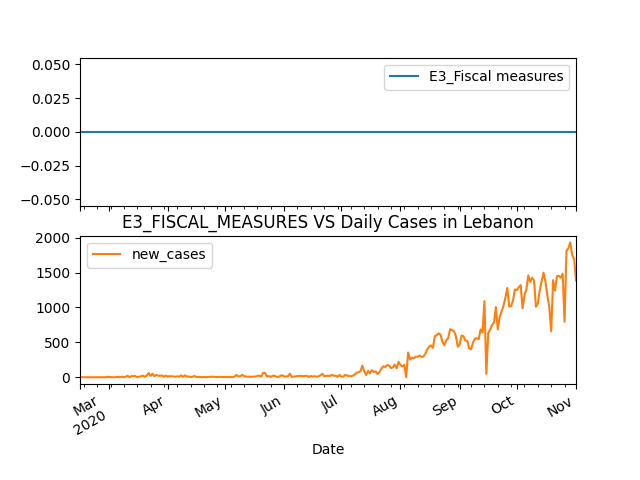 0.050
0.025
0.000
−0.025
−0.050
E3_Fiscal measures
E3_FISCAL_MEASURES VS Daily Cases in Lebanon
2000
1500
1000
500
0
new_cases
Mar
2020
Apr
May
Jun
Jul
Aug
Sep
Oct
Nov
Date